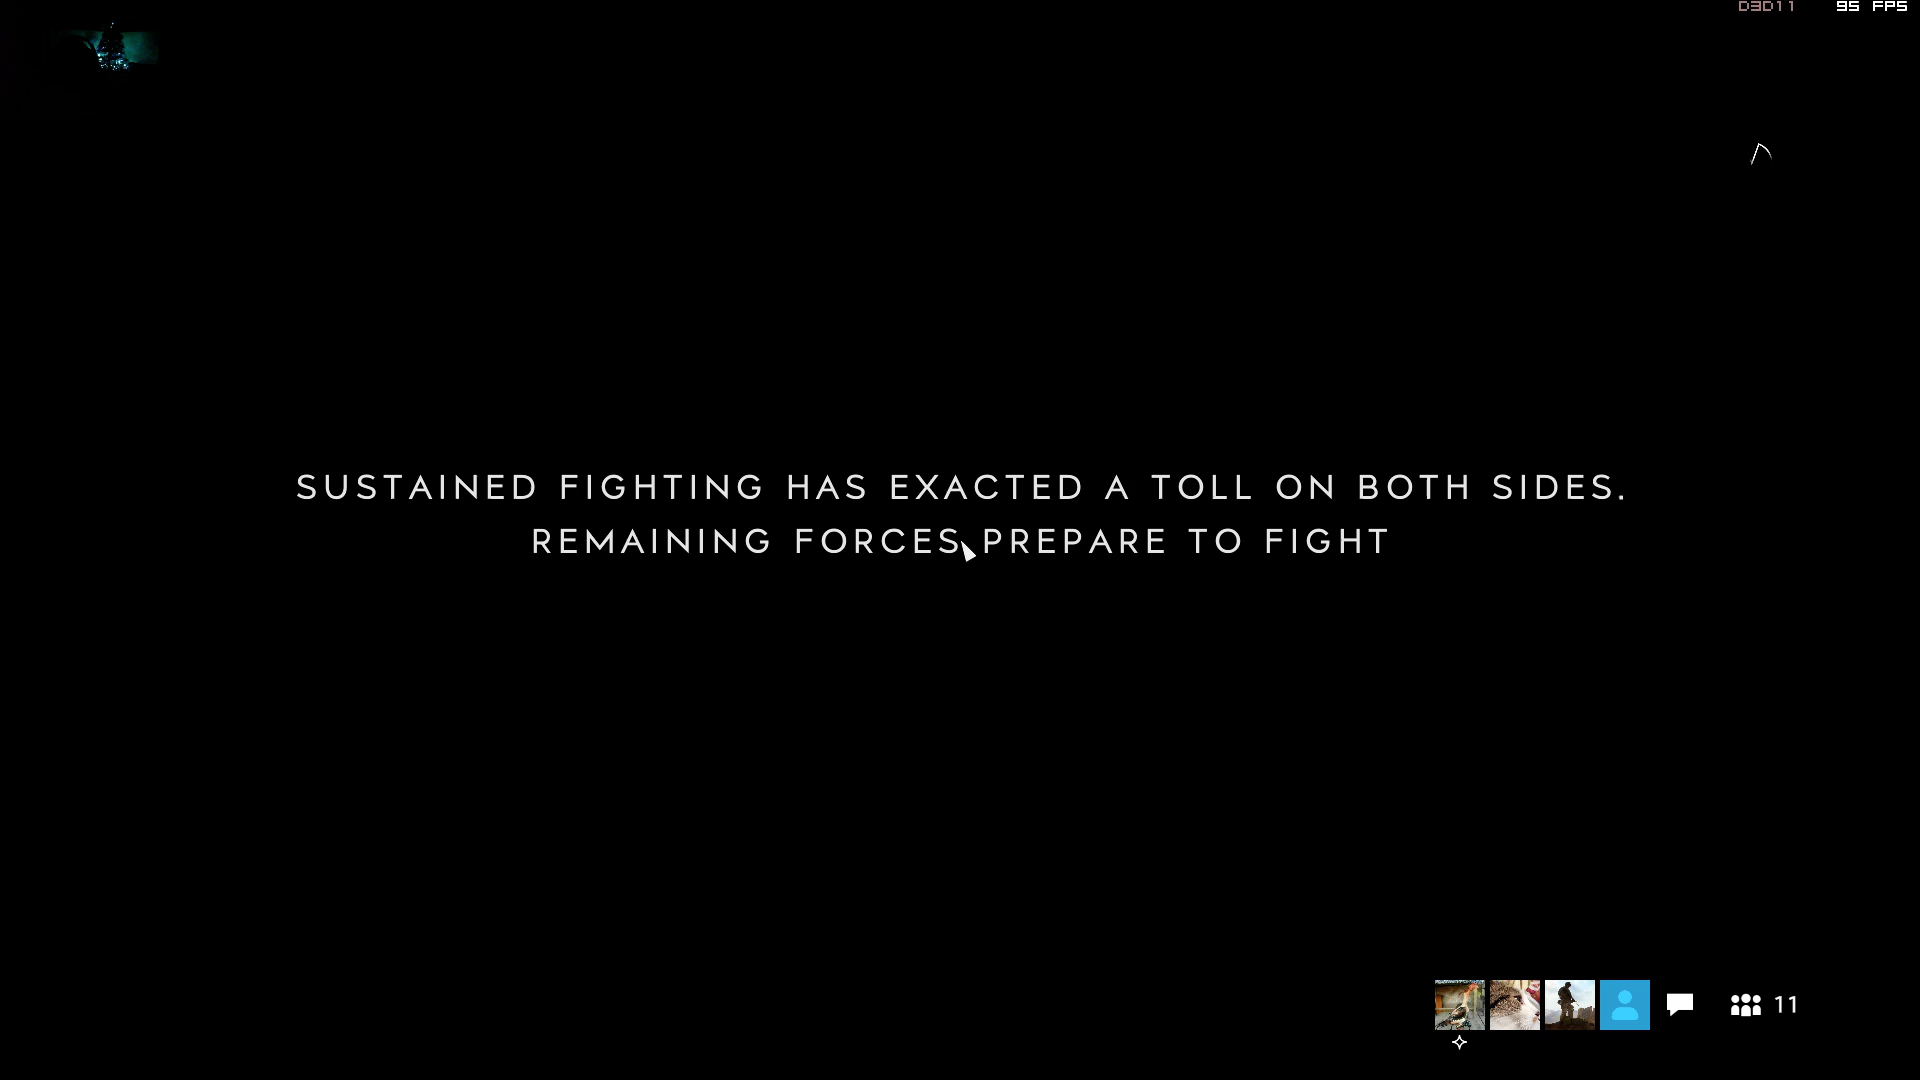 D3D11 95 FPS
SUSTAINED FIGHTING HAS EXACTED A TOLL ON BOTH SIDES.
REMAINING FORCES PREPARE TO FIGHT
11